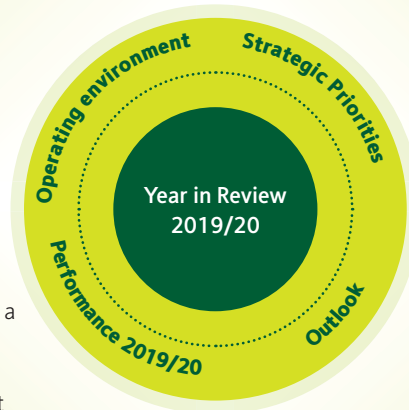 Operating environment
Strategic Priorities
Year in Review
2019/20
Performance 2019/20
Outlook
a
t